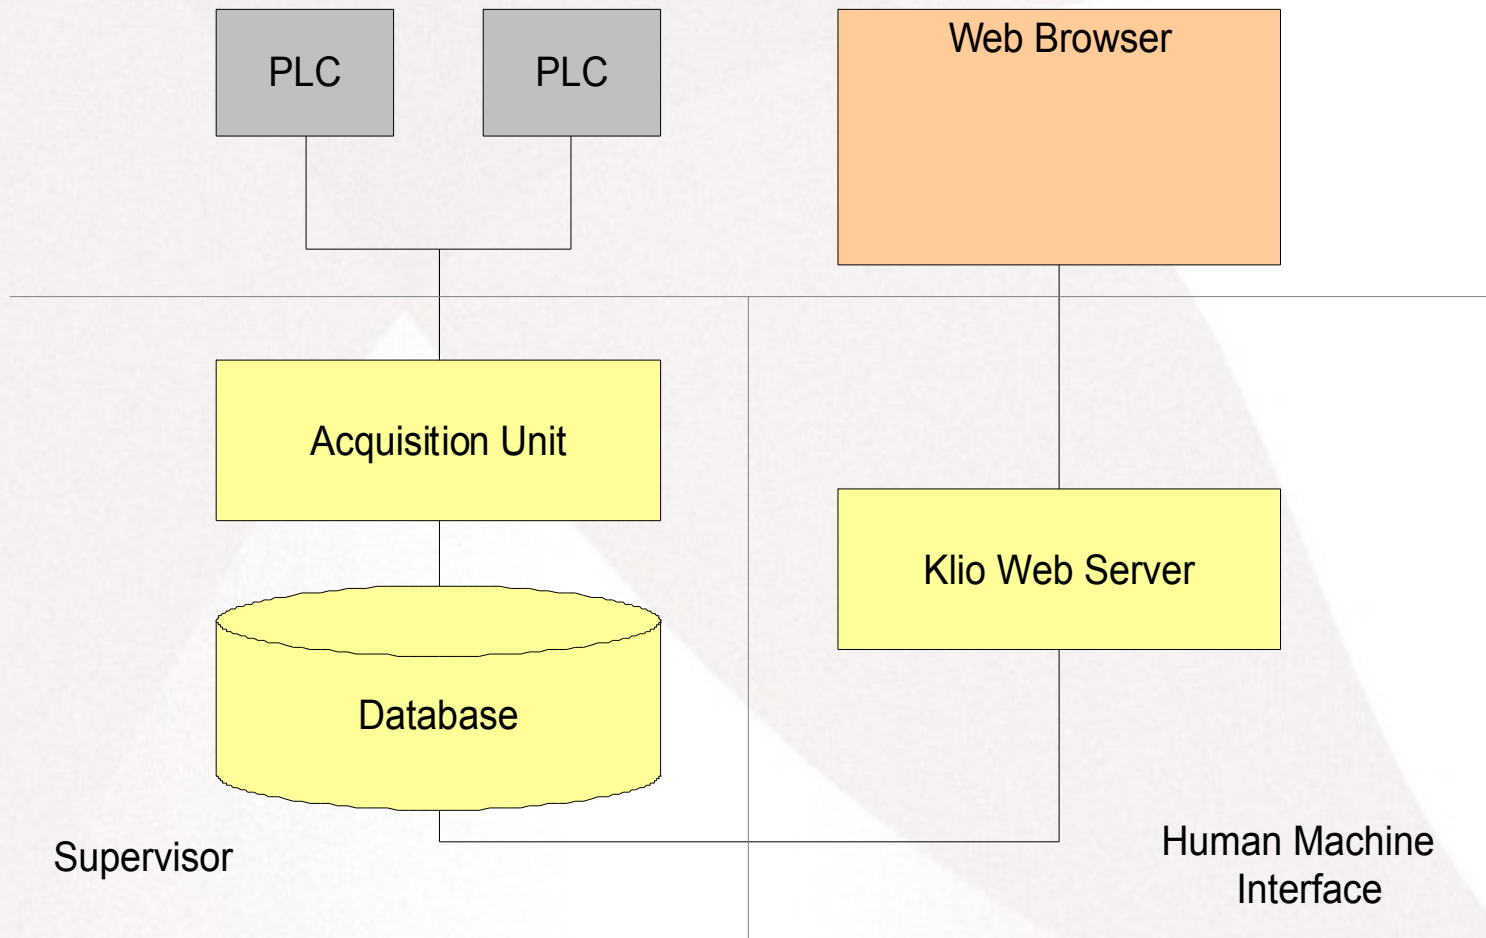 PLC
PLC
Web Browser
Acquisition Unit
Klio Web Server
Database
Supervisor
Human Machine
Interface